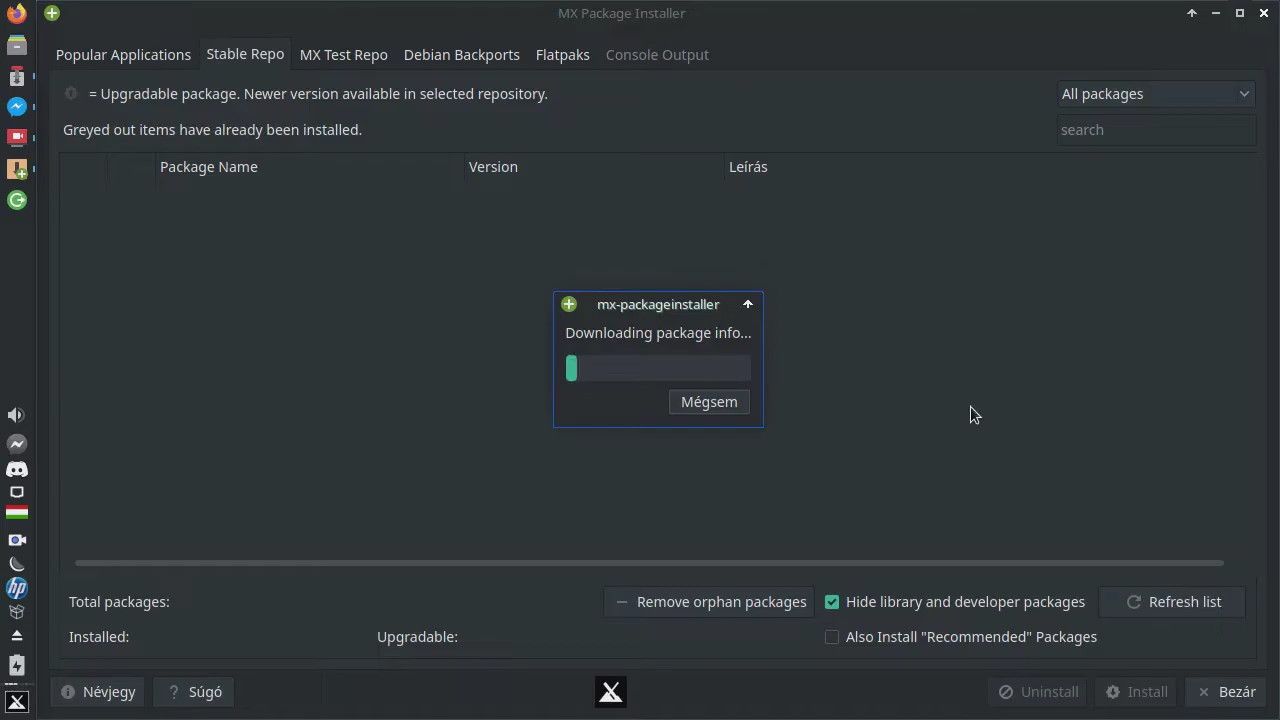 MX Package Installer
Popular Applications
Stable Repo
MX Test Repo
Debian Backports
Flatpaks
Console Output
= Upgradable package. Newer version available in selected repository.
All packages
Greyed out items have already been installed.
search
Package Name
Version
Leírás
mx-packageinstaller
Downloading package info...
Mégsem
Total packages:
Remove orphan packages
Hide library and developer packages
Refresh list
Installed:
Upgradable:
Also Install "Recommended" Packages
Névjegy
? Súgó
Uninstall
Install
Bezár
hp